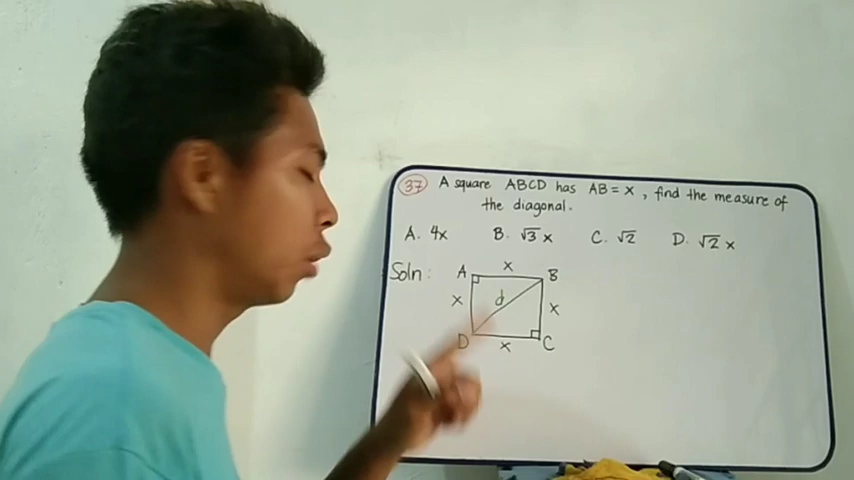 37 A square ABCD has AB = x, find the measure of
the diagonal.
A. 4x B. √3 x C. √2 D. √2 x
Soln:
A x B
x d x
D x C